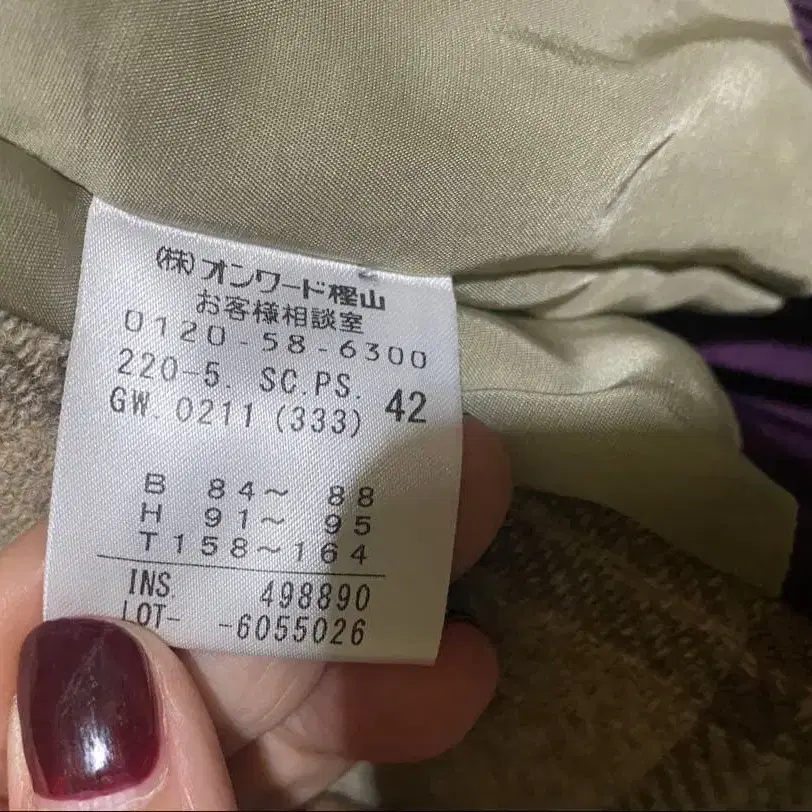 (株)オンワード樫山
お客様相談室
0120-58-6300
220-5. SC.PS.
GW. 0211 (333) 42
B 84～ 88
H 91～ 95
T158～164
INS. 498890
LOT- -6055026